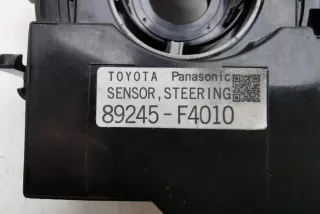 TOYOTA Panasonic
SENSOR,STEERING
89245-F4010